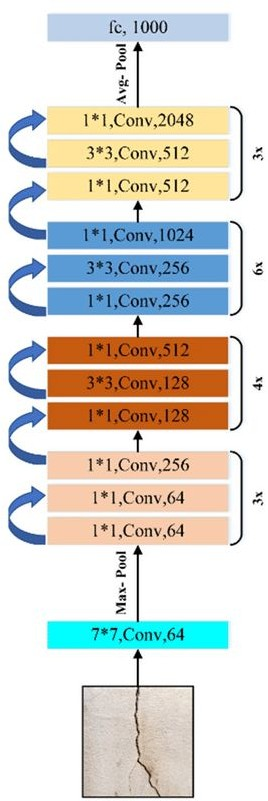 fc, 1000
Avg- Pool
1*1,Conv,2048
3*3,Conv,512
1*1,Conv,512
3x
1*1,Conv,1024
3*3,Conv,256
1*1,Conv,256
6x
1*1,Conv,512
3*3,Conv,128
1*1,Conv,128
4x
1*1,Conv,256
1*1,Conv,64
1*1,Conv,64
3x
Max- Pool
7*7,Conv,64